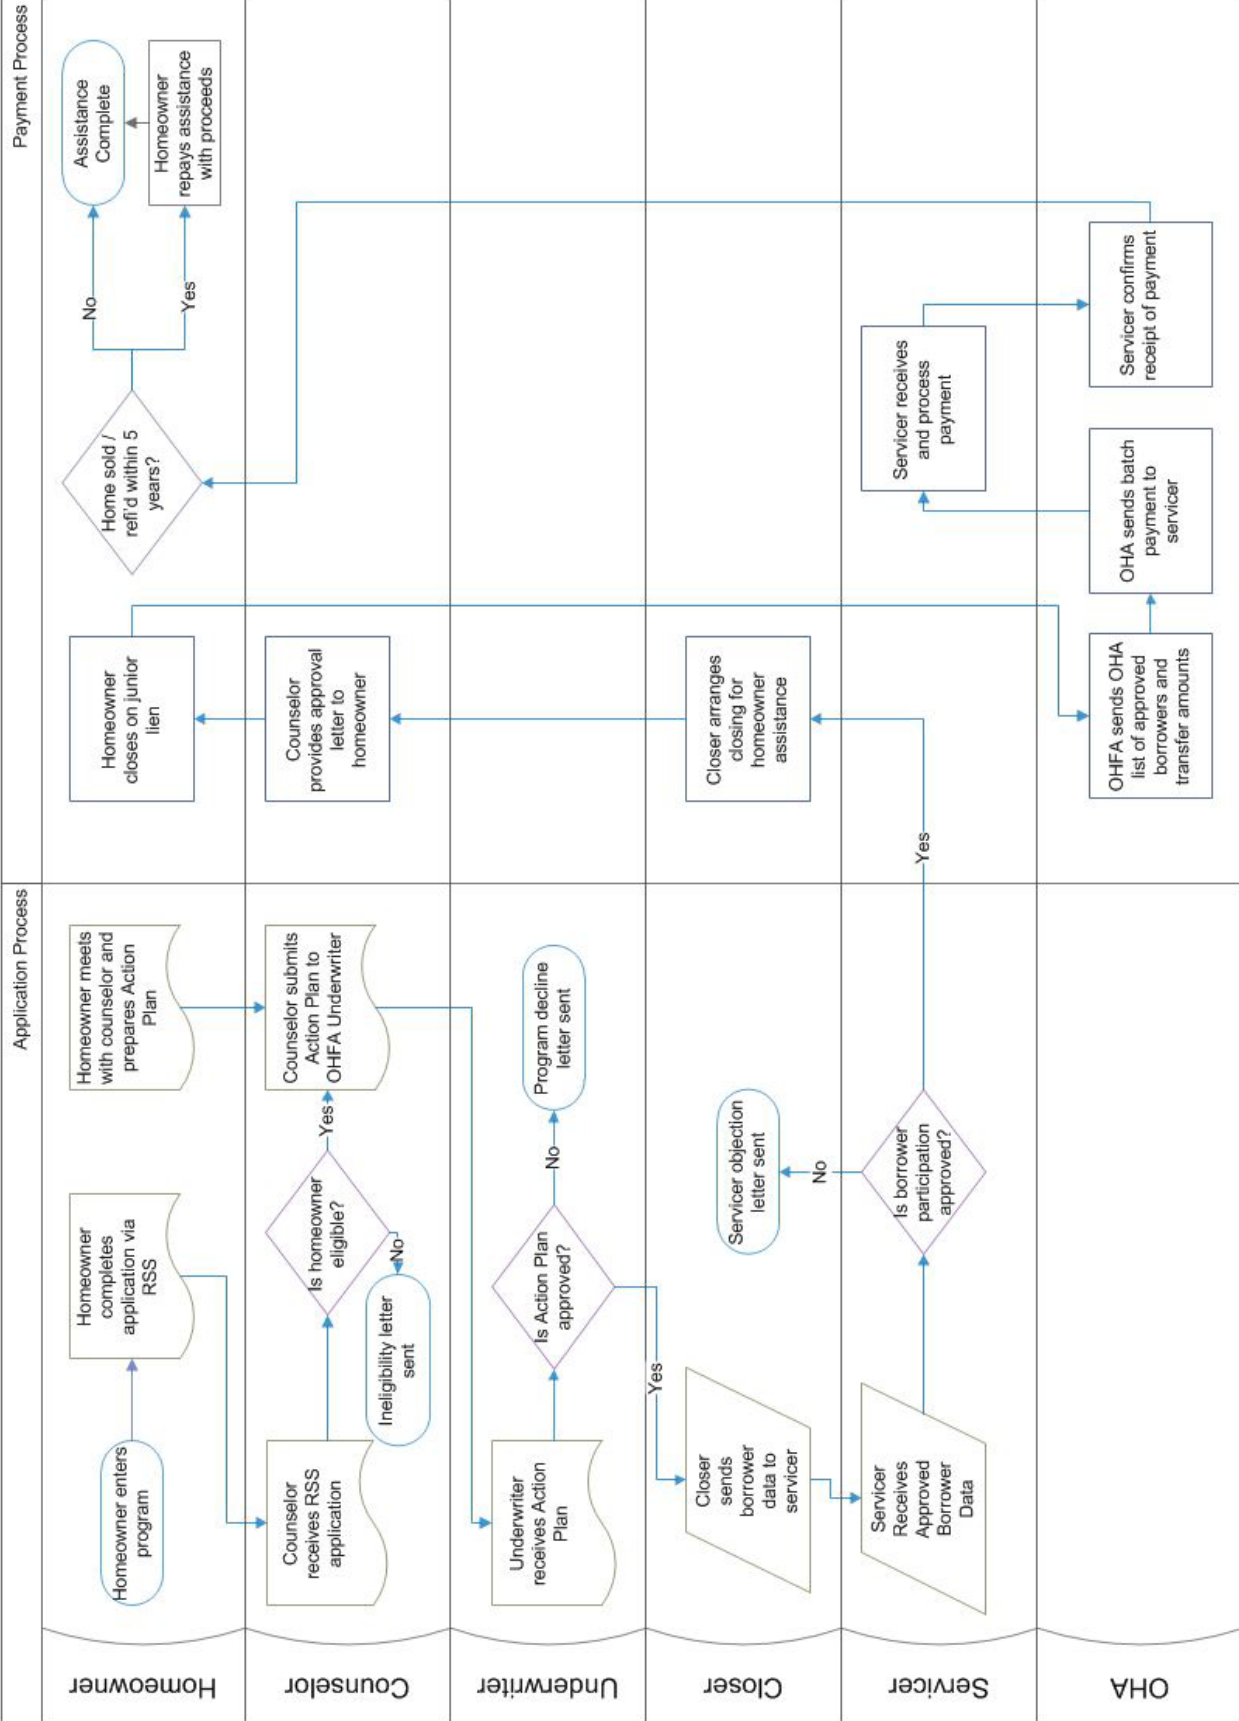 Application Process
Payment Process
Homeowner
Homeowner enters
program
Homeowner
completes
application via
RSS
Homeowner meets
with counselor and
prepares Action
Plan
Homeowner
closes on junior
lien
Home sold /
refi'd within 5
years?
No
Yes
Assistance
Complete
Homeowner
repays assistance
with proceeds
Counselor
Counselor
receives RSS
application
Is homeowner
eligible?
No
Ineligibility letter
sent
Yes
Counselor submits
Action Plan to
OHFA Underwriter
Counselor
provides approval
letter to
homeowner
Underwriter
Underwriter
receives Action
Plan
Is Action Plan
approved?
No
Program decline
letter sent
Yes
Closer
Closer
sends
borrower
data to
servicer
Servicer objection
letter sent
Closer arranges
closing for
homeowner
assistance
No
Servicer
Servicer
Receives
Approved
Borrower
Data
Is borrower
participation
approved?
Yes
Servicer receives
and process
payment
OHA
OHFA sends OHA
list of approved
borrowers and
transfer amounts
OHA sends batch
payment to
servicer
Servicer confirms
receipt of payment